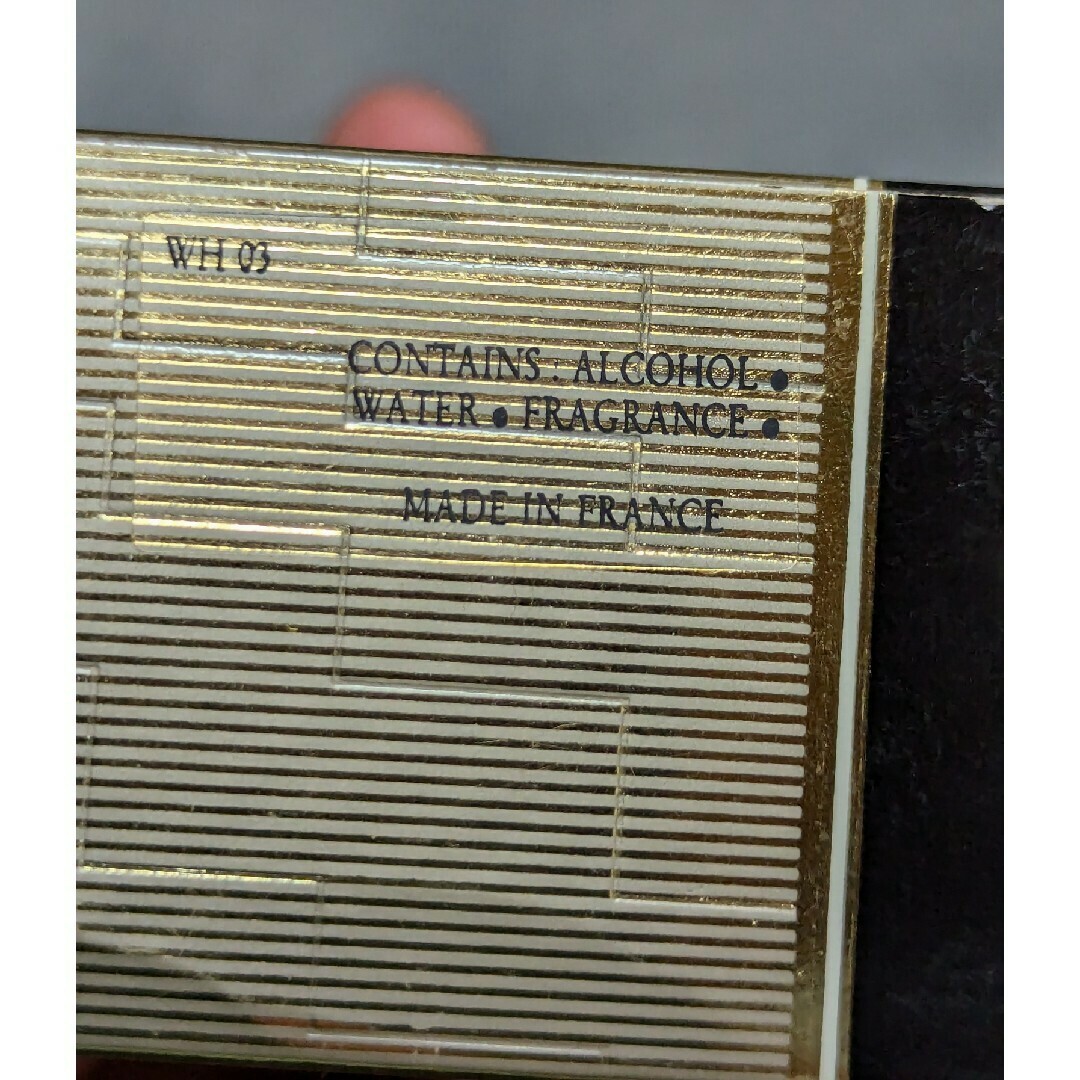 WH 03
CONTAINS : ALCOHOL •
WATER • FRAGRANCE •
MADE IN FRANCE